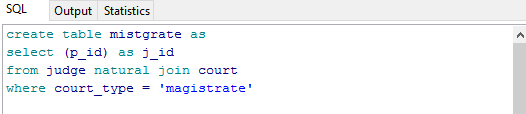 SQL Output Statistics
create table mistgrate as
select (p_id) as j_id
from judge natural join court
where court_type = 'magistrate'